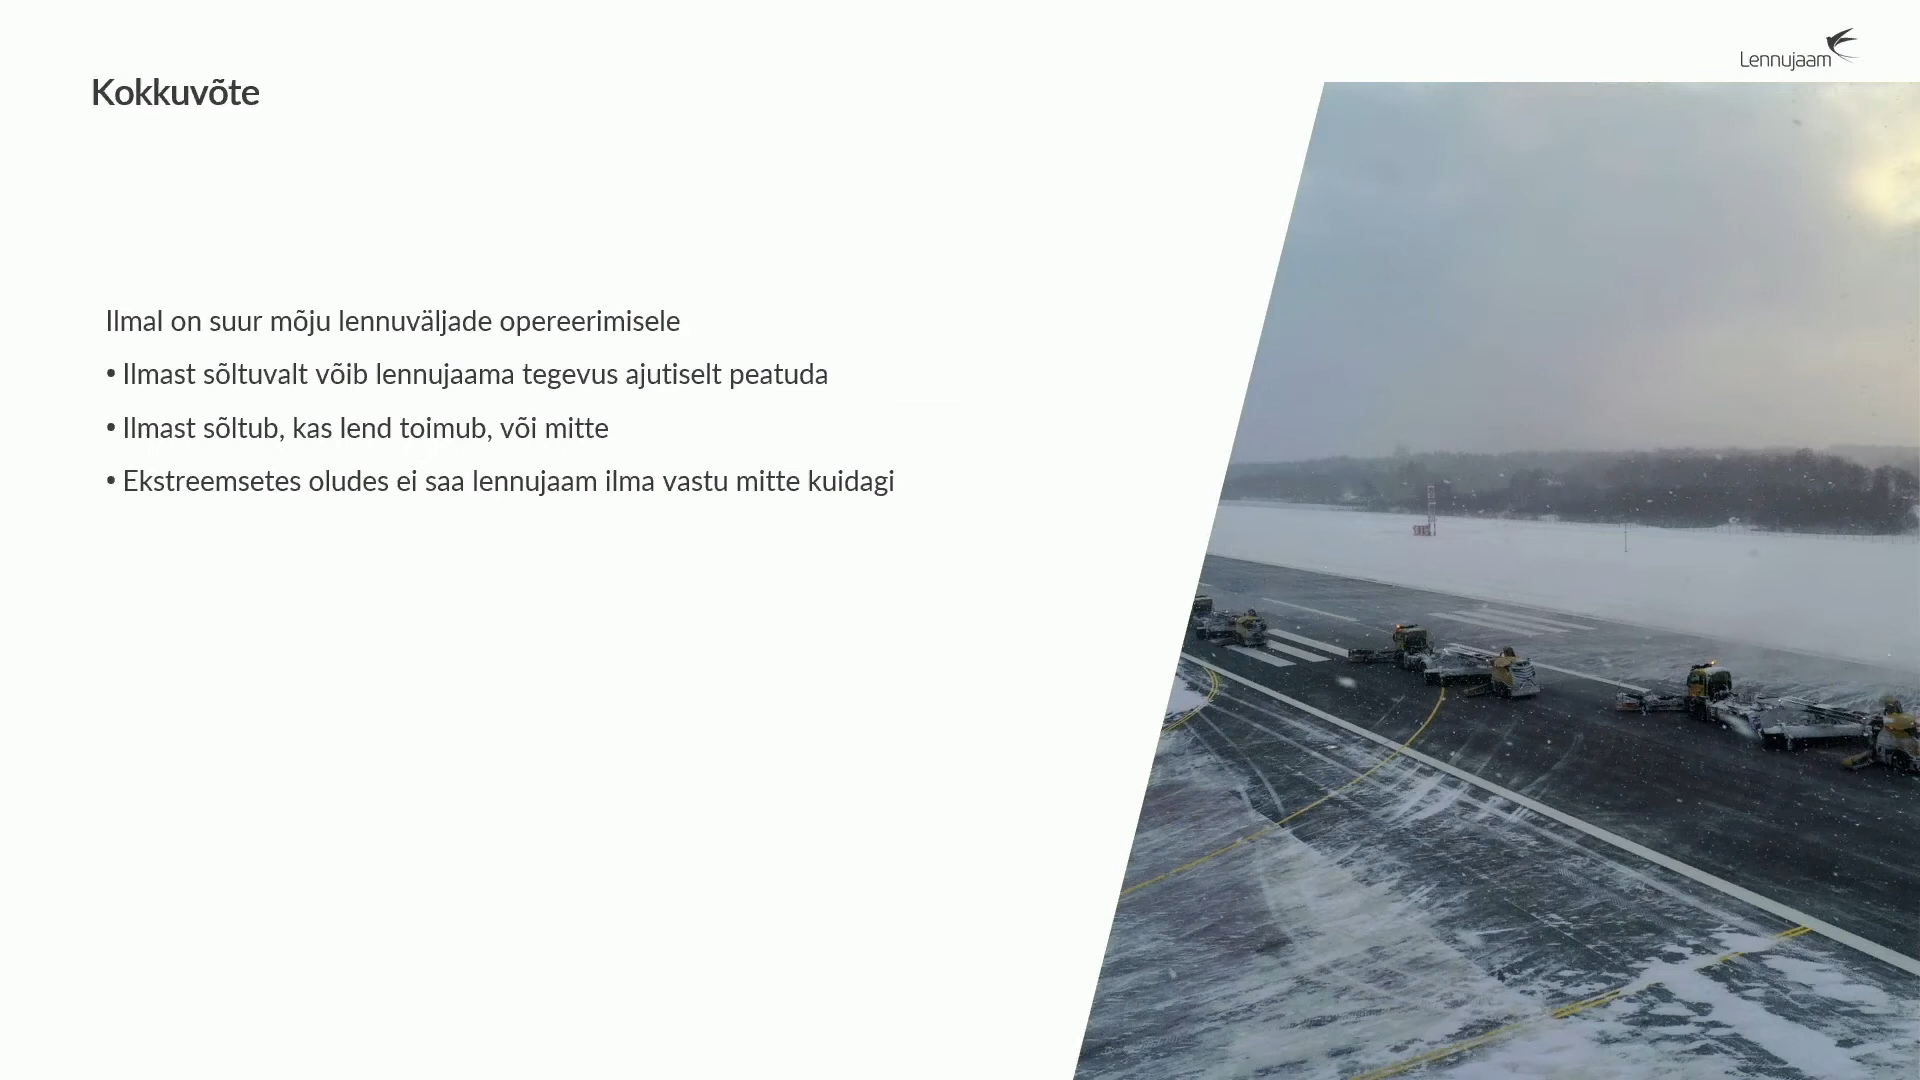 Lennujaam
Kokkuvõte
Ilmal on suur mõju lennuväljade opereerimisele
• Ilmast sõltuvalt võib lennujaama tegevus ajutiselt peatuda
• Ilmast sõltub, kas lend toimub, või mitte
• Ekstreemsetes oludes ei saa lennujaam ilma vastu mitte kuidagi